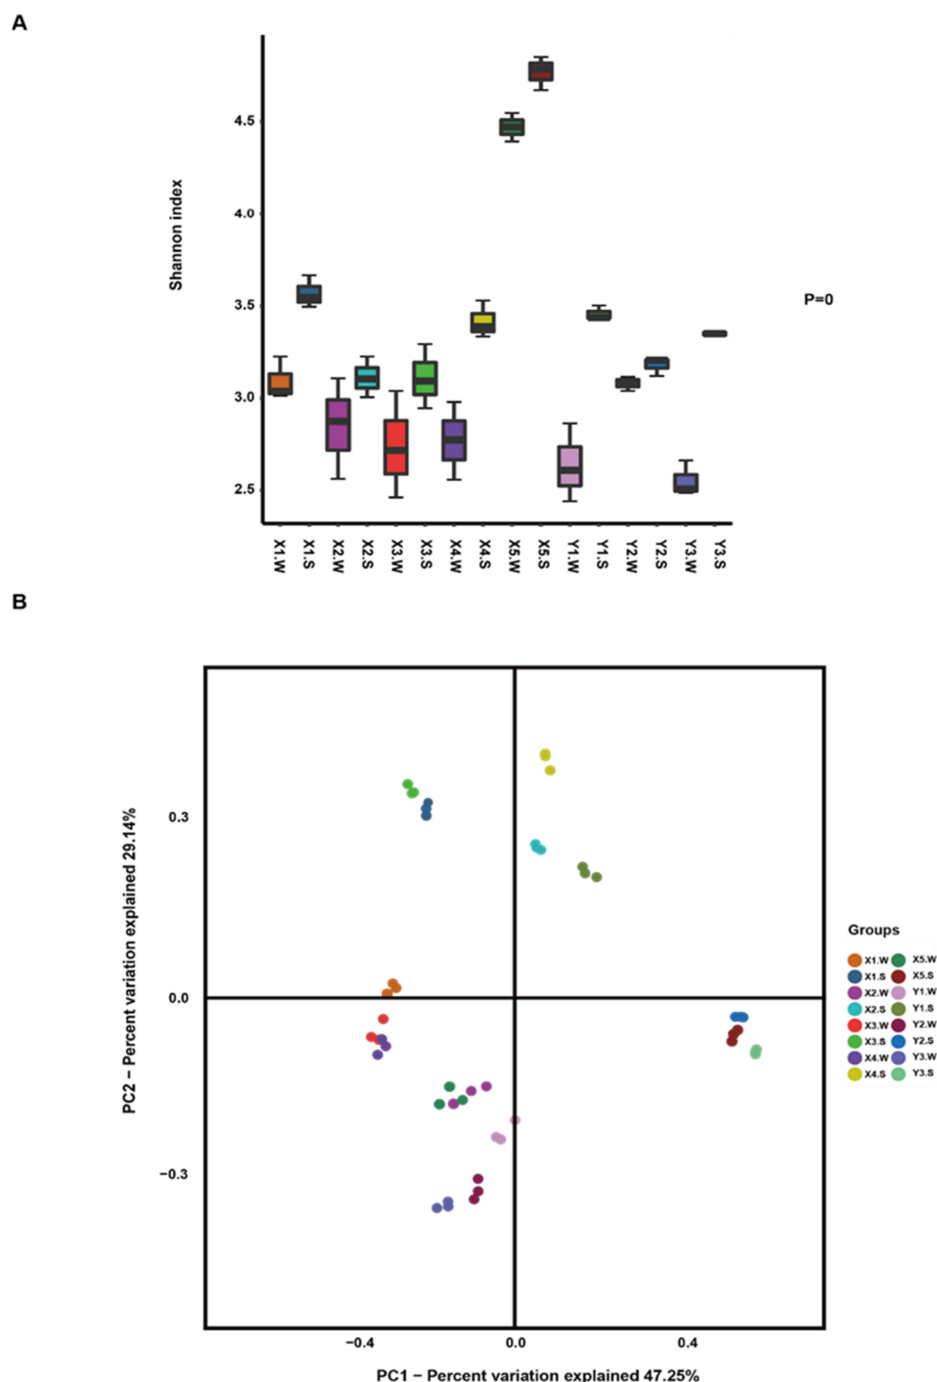 A
Shannon index
4.5
4.0
3.5
3.0
2.5
P=0
X1.W
X1.S
X2.W
X2.S
X3.W
X3.S
X4.W
X4.S
X5.W
X5.S
Y1.W
Y1.S
Y2.W
Y2.S
Y3.W
Y3.S
B
PC2 − Percent variation explained 29.14%
0.3
0.0
−0.3
−0.4
0.0
0.4
PC1 − Percent variation explained 47.25%
Groups
X1.W X5.W
X1.S X5.S
X2.W Y1.W
X2.S Y1.S
X3.W Y2.W
X3.S Y2.S
X4.W Y3.W
X4.S Y3.S